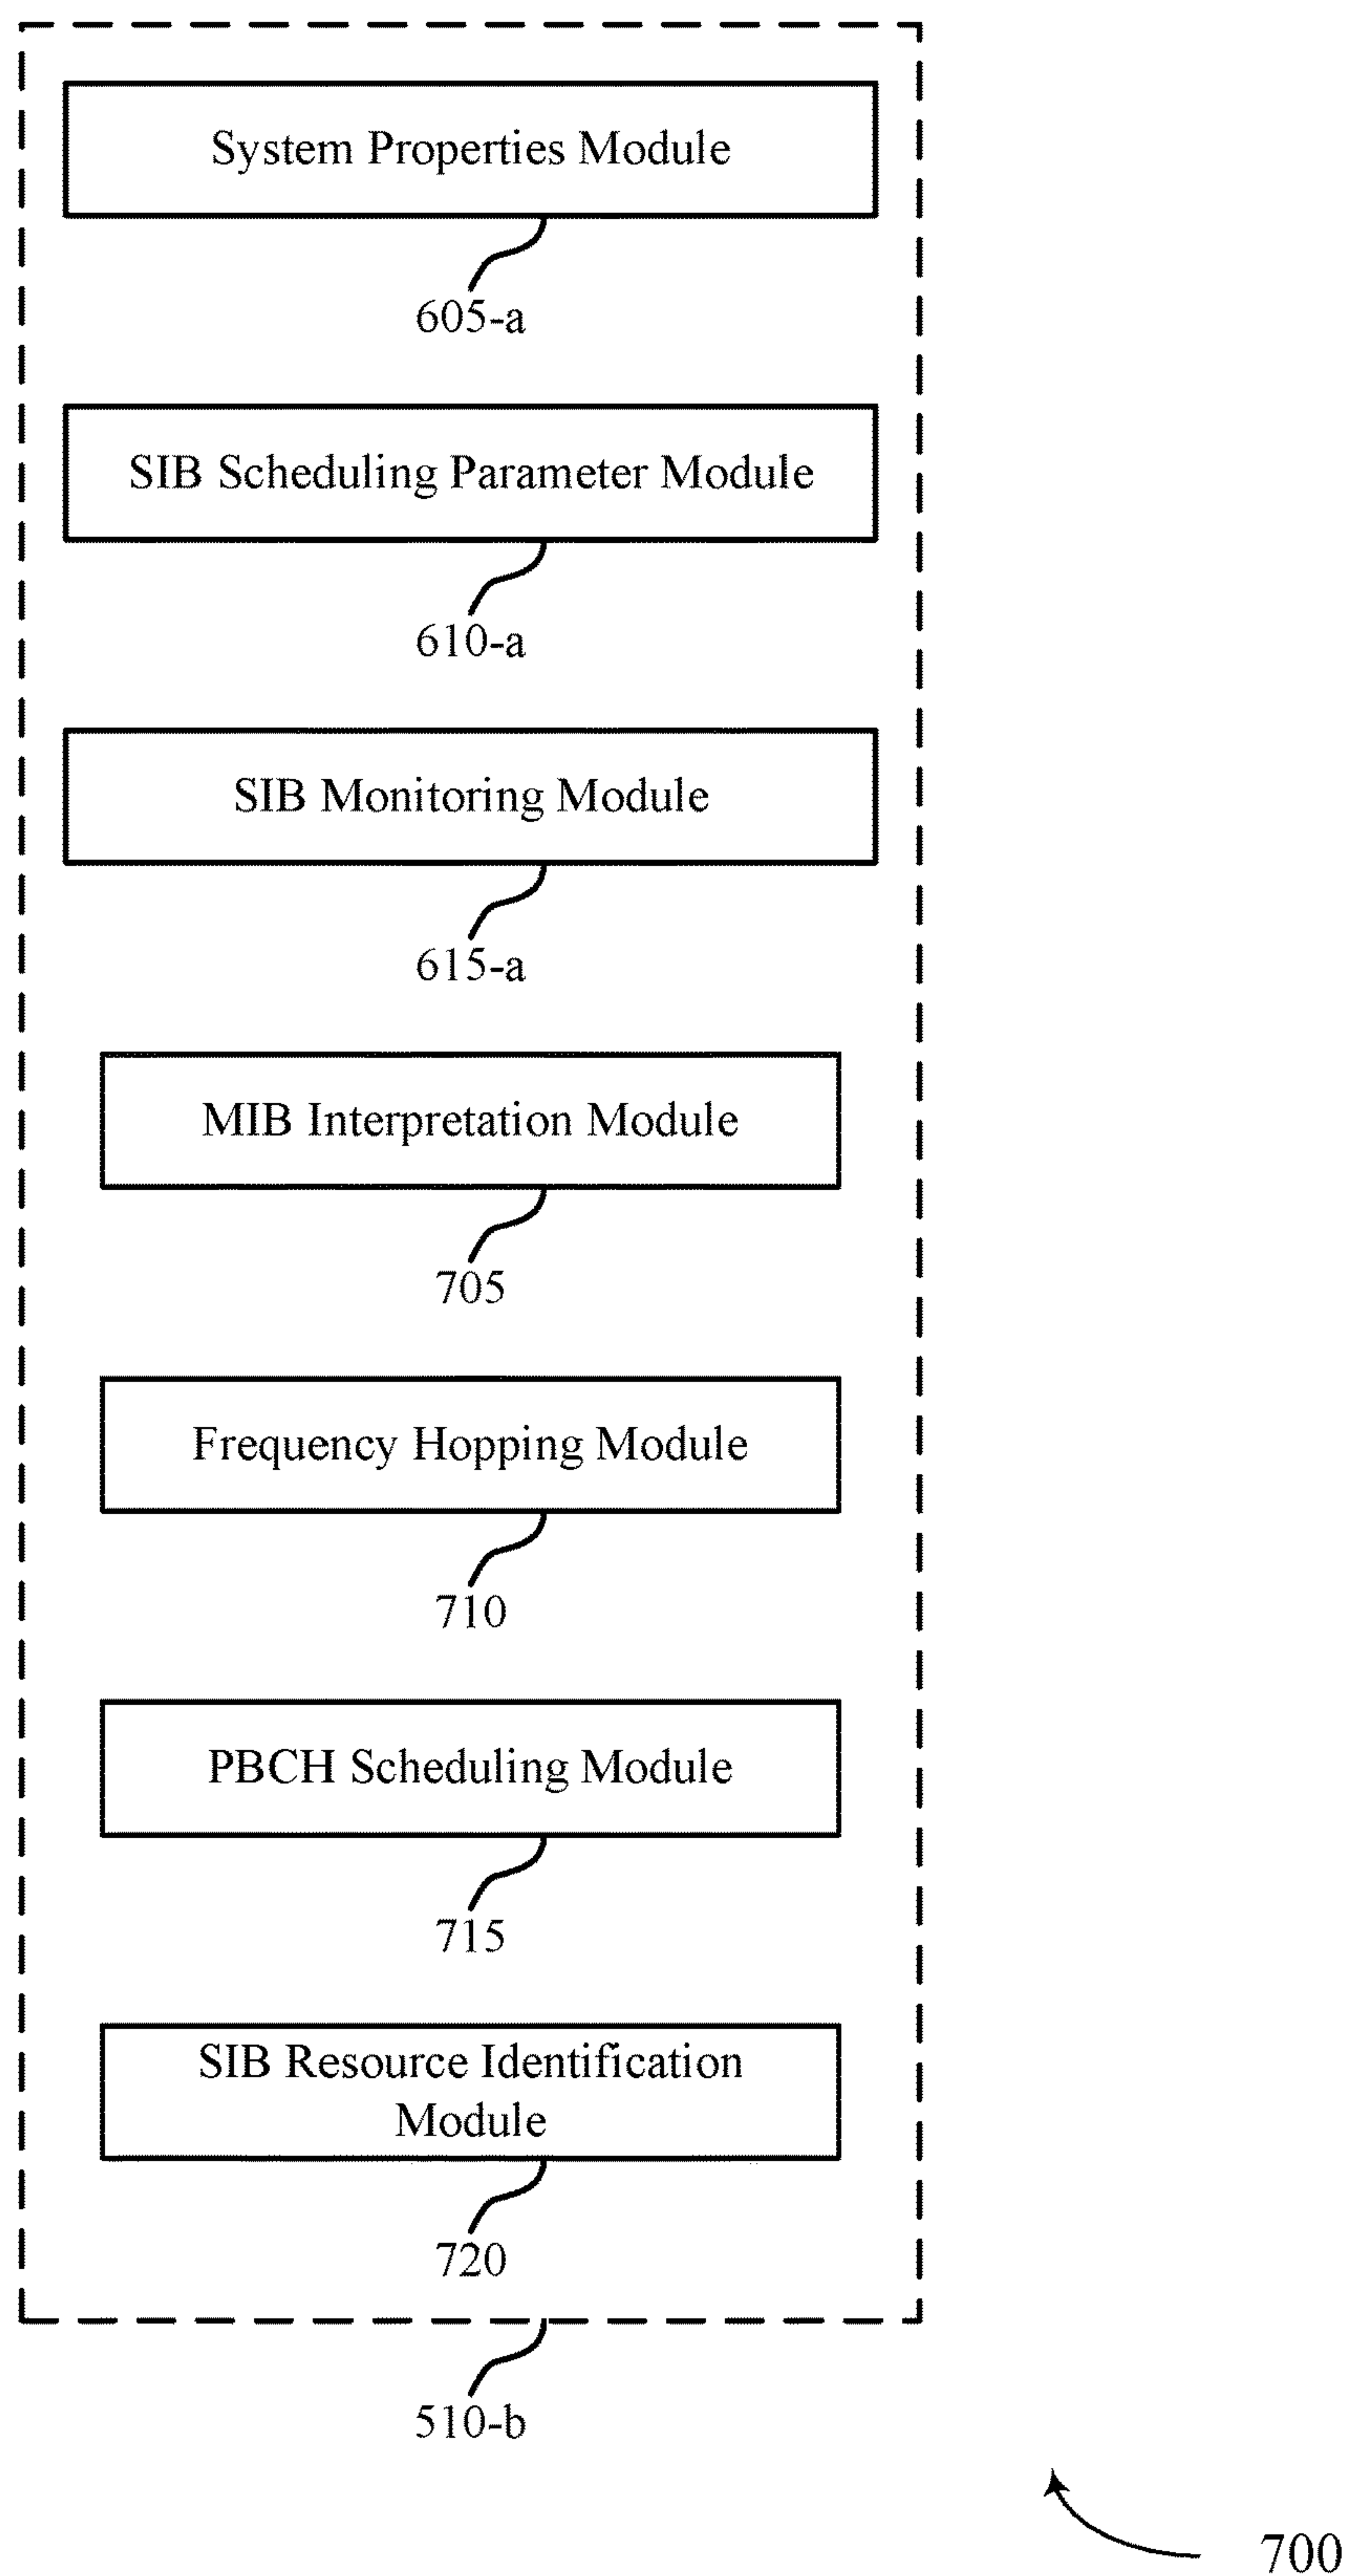 System Properties Module
605-a
SIB Scheduling Parameter Module
610-a
SIB Monitoring Module
615-a
MIB Interpretation Module
705
Frequency Hopping Module
710
PBCH Scheduling Module
715
SIB Resource Identification
Module
720
510-b
700